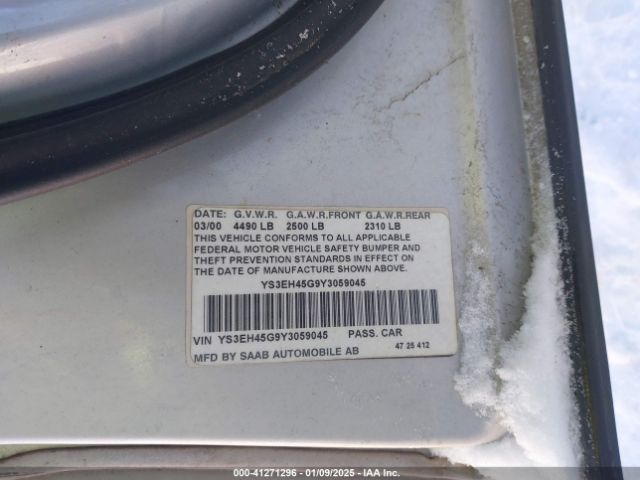 DATE: G.V.W.R. G.A.W.R.FRONT G.A.W.R.REAR
03/00 4490 LB 2500 LB 2310 LB
THIS VEHICLE CONFORMS TO ALL APPLICABLE
FEDERAL MOTOR VEHICLE SAFETY BUMPER AND
THEFT PREVENTION STANDARDS IN EFFECT ON
THE DATE OF MANUFACTURE SHOWN ABOVE.
YS3EH45G9Y3059045
VIN YS3EH45G9Y3059045 PASS. CAR
MFD BY SAAB AUTOMOBILE AB 47 25 412
000-41271296 - 01/09/2025 - IAA Inc.